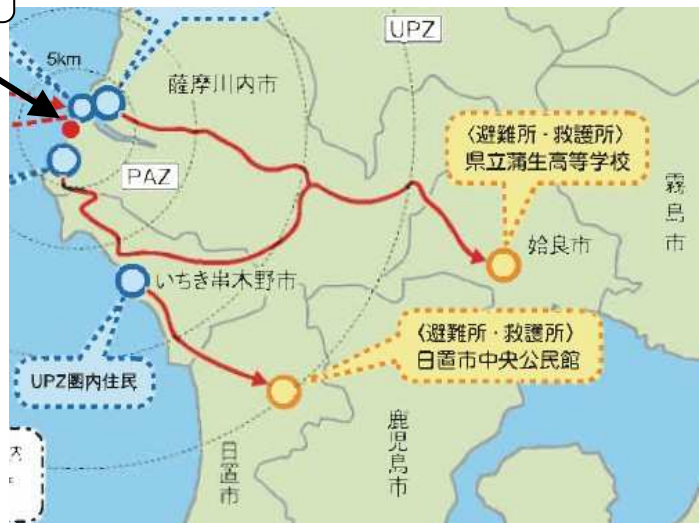 UPZ
5km
薩摩川内市
〈避難所・救護所〉
県立蒲生高等学校
PAZ
霧島市
姶良市
いちき串木野市
〈避難所・救護所〉
日置市中央公民館
UPZ圏内住民
鹿児島市
日置市